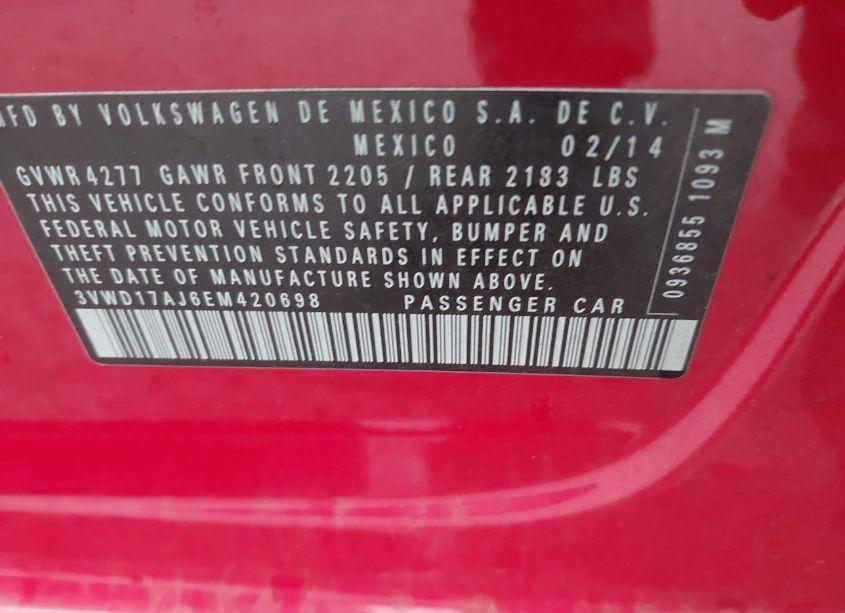 MFD BY VOLKSWAGEN DE MEXICO S.A. DE C.V.
MEXICO 02/14
GVWR 4277 GAWR FRONT 2205 / REAR 2183 LBS
THIS VEHICLE CONFORMS TO ALL APPLICABLE U.S.
FEDERAL MOTOR VEHICLE SAFETY, BUMPER AND
THEFT PREVENTION STANDARDS IN EFFECT ON
THE DATE OF MANUFACTURE SHOWN ABOVE.
3VWD17AJ6EM420698 PASSENGER CAR
0936855 1093 M